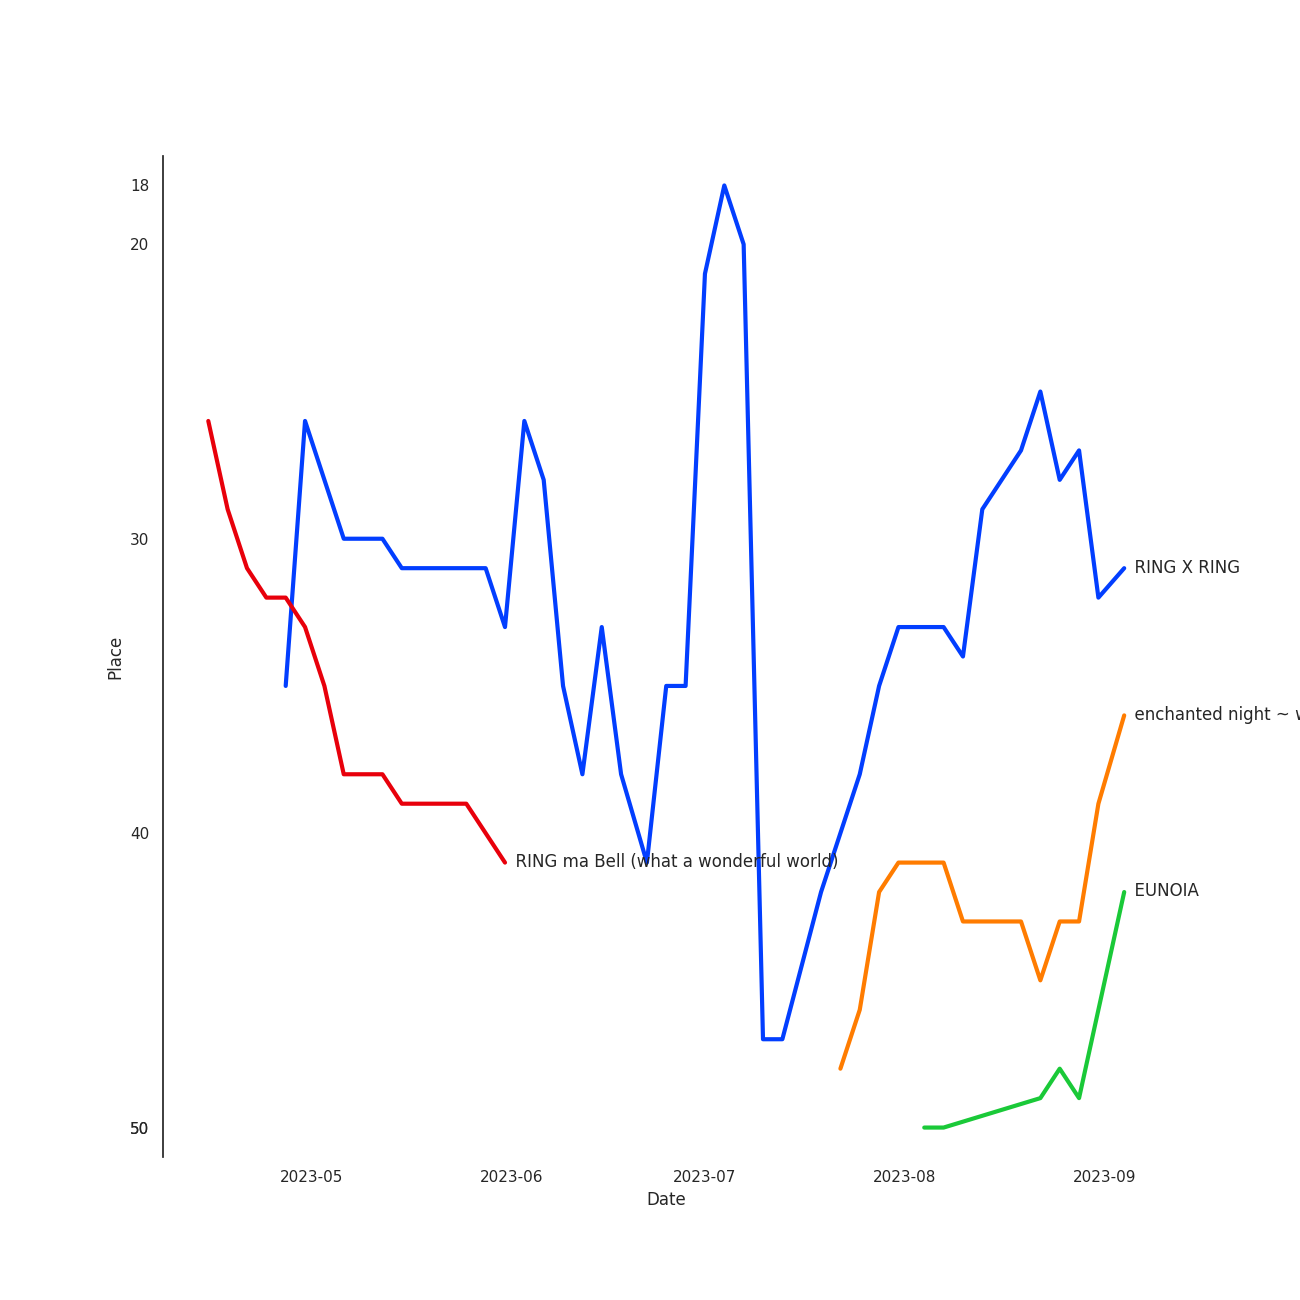 18
20
30
RING X RING
Place
enchanted night ~
40
RING ma Bell (what a wonderful world)
EUNOIA
50
2023-05 2023-06 2023-07 2023-08 2023-09
Date